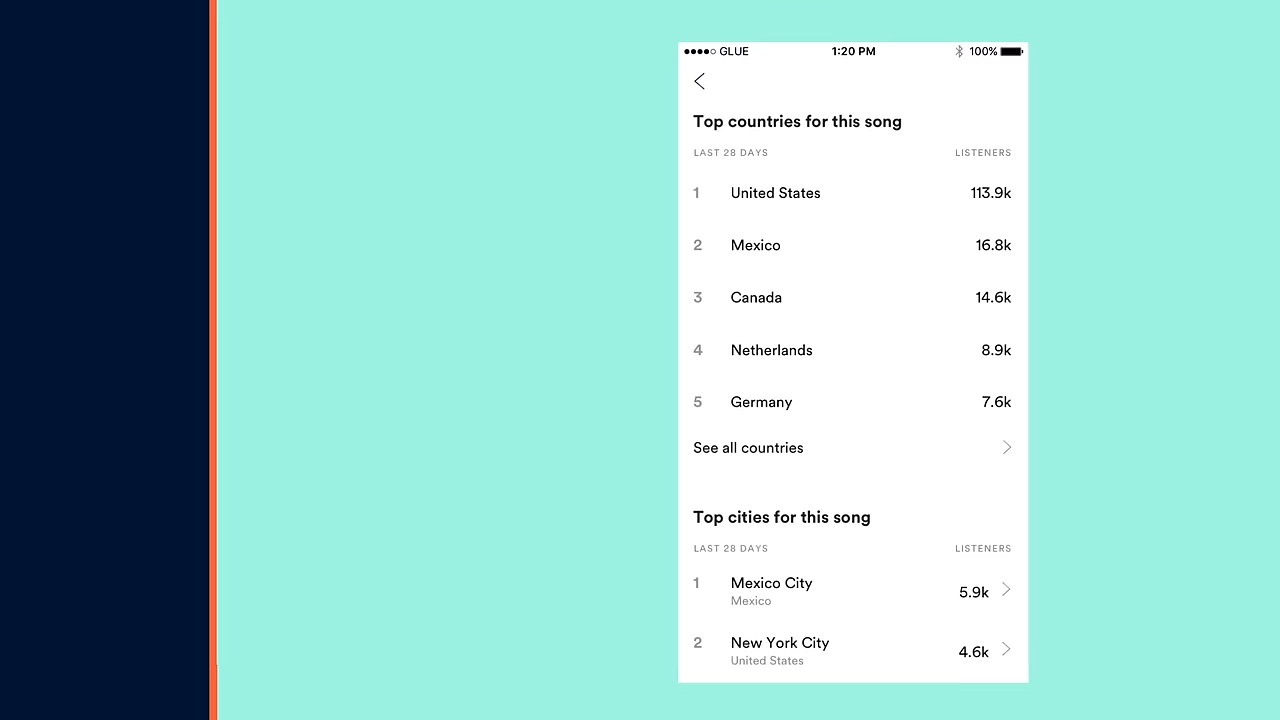 GLUE 1:20 PM 100%
Top countries for this song
LAST 28 DAYS LISTENERS
1 United States 113.9k
2 Mexico 16.8k
3 Canada 14.6k
4 Netherlands 8.9k
5 Germany 7.6k
See all countries
Top cities for this song
LAST 28 DAYS LISTENERS
1 Mexico City 5.9k
Mexico
2 New York City 4.6k
United States